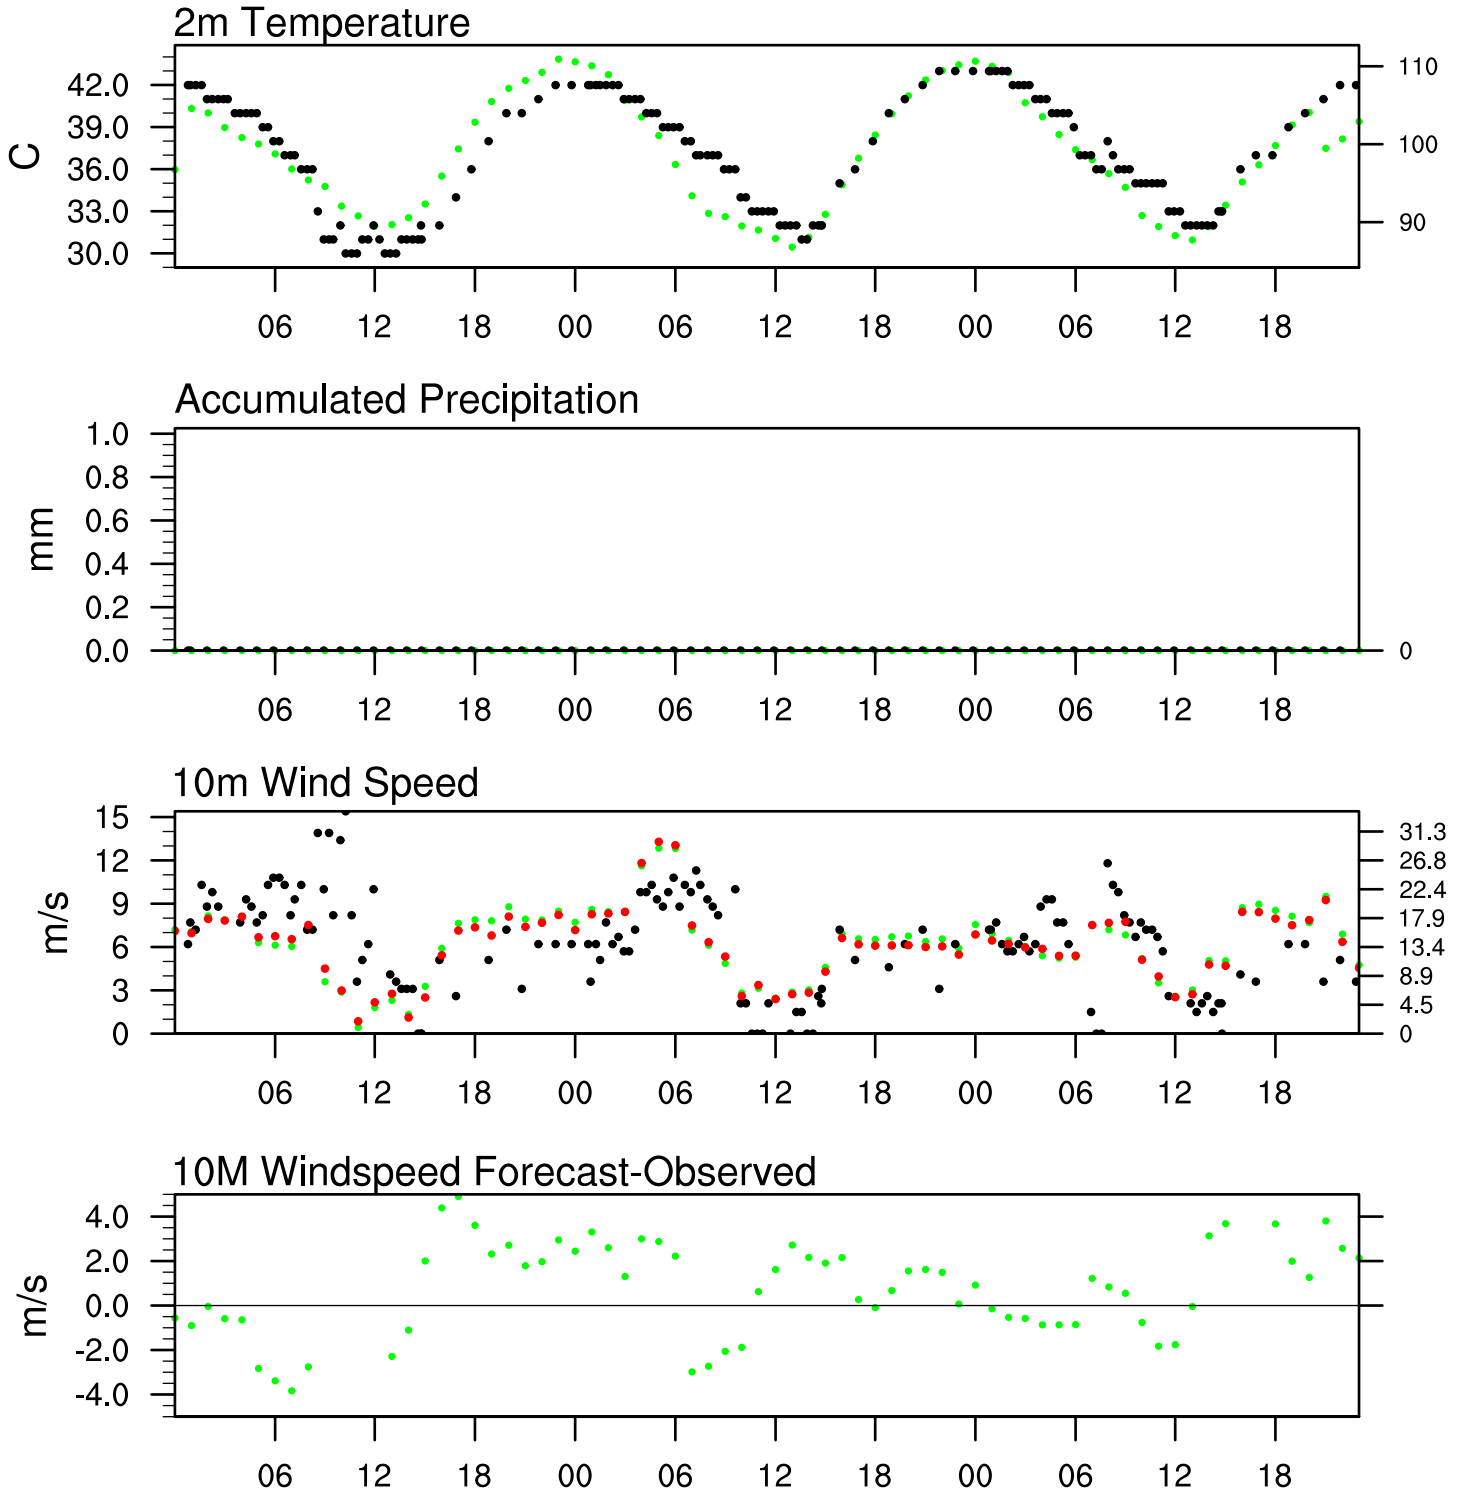 2m Temperature
42.0
39.0
36.0
33.0
30.0
C
110
100
90
06 12 18 00 06 12 18 00 06 12 18
Accumulated Precipitation
1.0
0.8
0.6
0.4
0.2
0.0
mm
0
06 12 18 00 06 12 18 00 06 12 18
10m Wind Speed
15
12
9
6
3
0
m/s
31.3
26.8
22.4
17.9
13.4
8.9
4.5
0
06 12 18 00 06 12 18 00 06 12 18
10M Windspeed Forecast-Observed
4.0
2.0
0.0
-2.0
-4.0
m/s
06 12 18 00 06 12 18 00 06 12 18